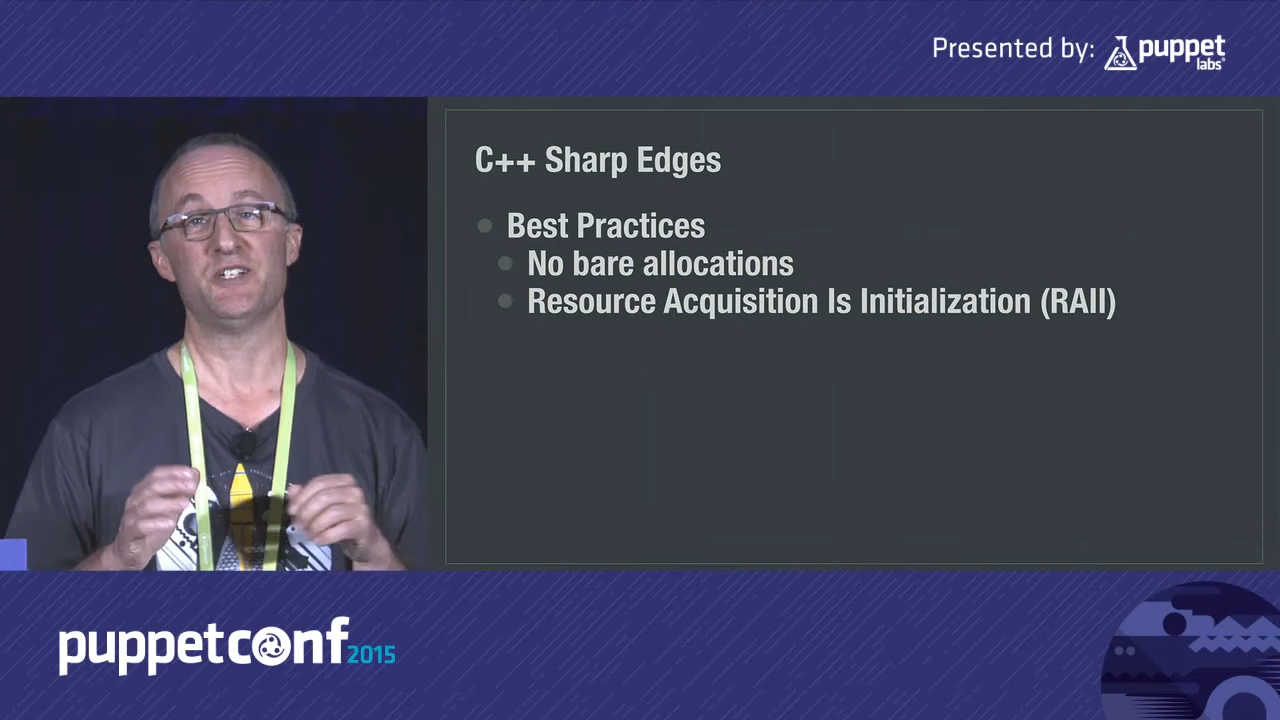 Presented by: puppet labs
C++ Sharp Edges
Best Practices
No bare allocations
Resource Acquisition Is Initialization (RAII)
puppetconf 2015